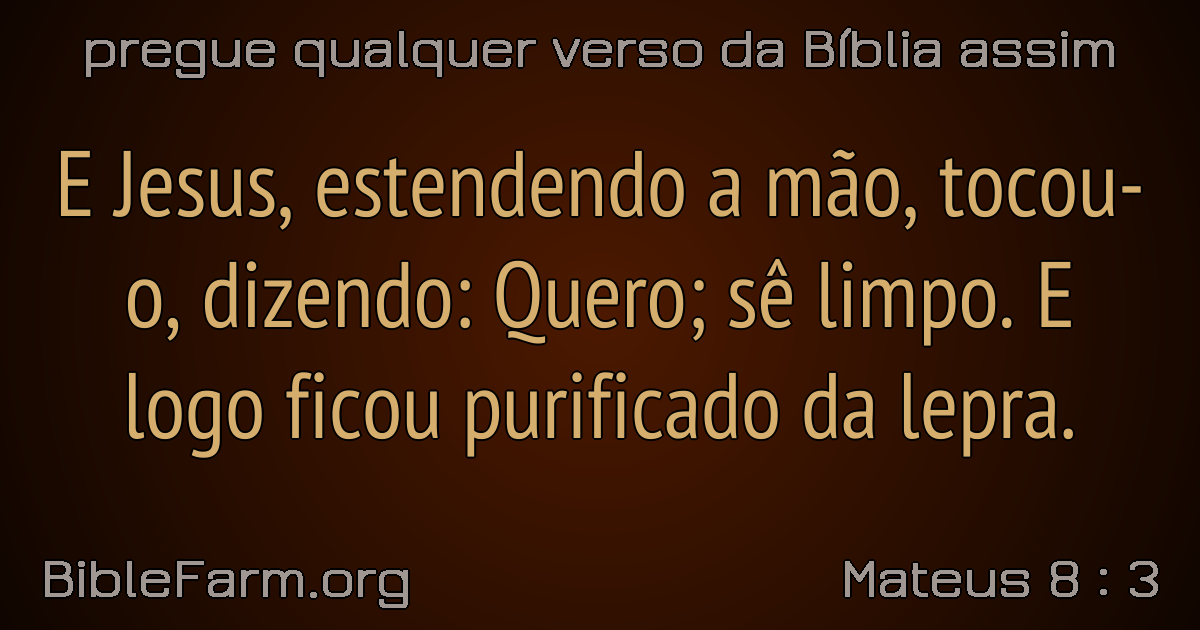 pregue qualquer verso da Bíblia assim
E Jesus, estendendo a mão, tocou-
o, dizendo: Quero; sê limpo. E
logo ficou purificado da lepra.
BibleFarm.org
Mateus 8 : 3